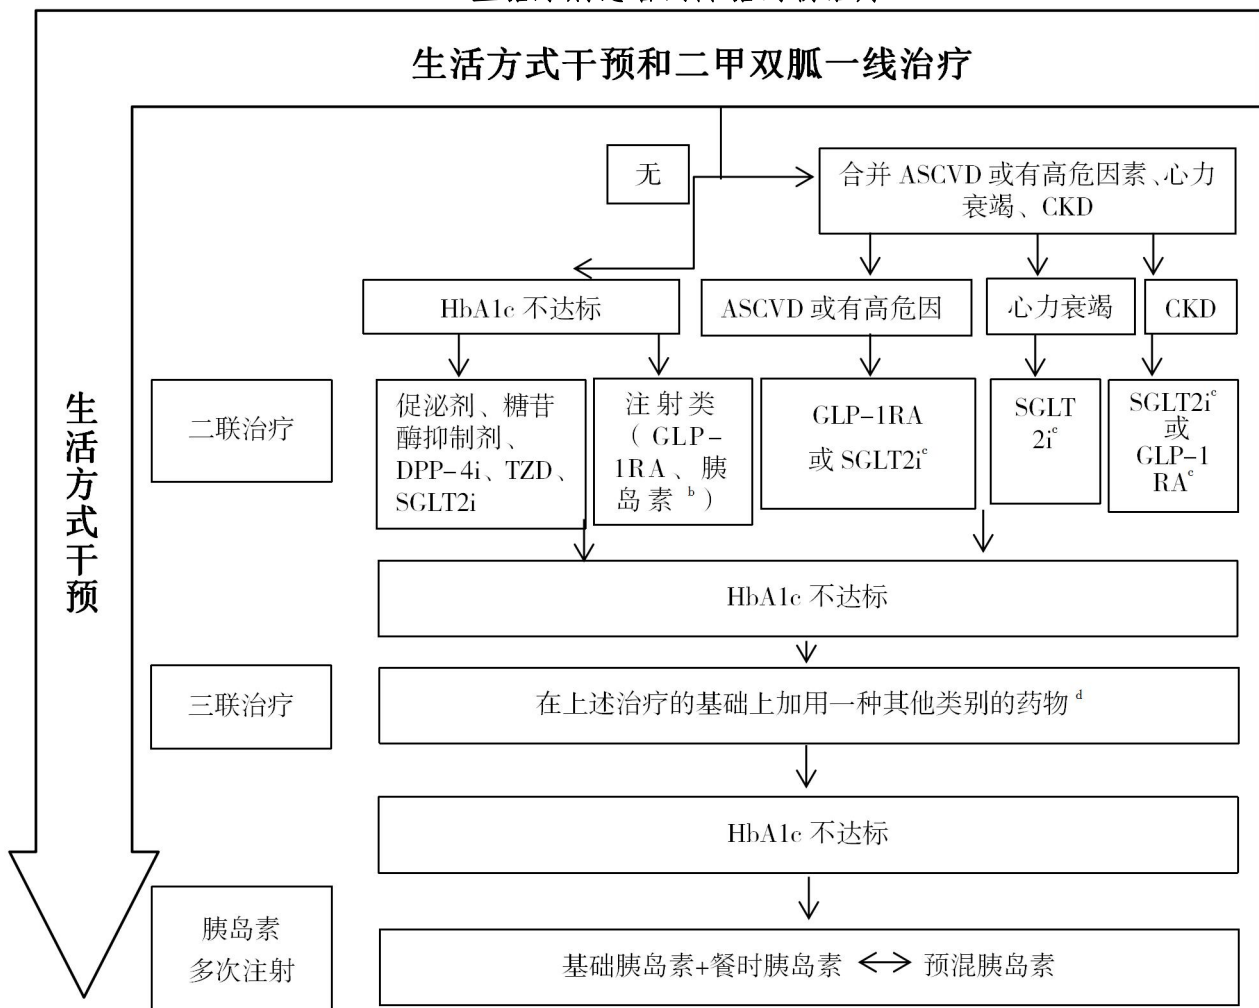 生活方式干预和二甲双胍一线治疗
无
合并 ASCVD 或有高危因素、心力
衰竭、CKD
HbA1c 不达标
ASCVD 或有高危因
心力衰竭
CKD
生活方式干预
二联治疗
促泌剂、糖苷
酶抑制剂、
DPP-4i、TZD、
SGLT2i
注射类
(GLP-
1RA、胰
岛素 b)
GLP-1RA
或 SGLT2ic
SGLT
2ic
SGLT2ic
或
GLP-1
RAc
HbA1c 不达标
三联治疗
在上述治疗的基础上加用一种其他类别的药物 d
HbA1c 不达标
胰岛素
多次注射
基础胰岛素+餐时胰岛素 ↔ 预混胰岛素